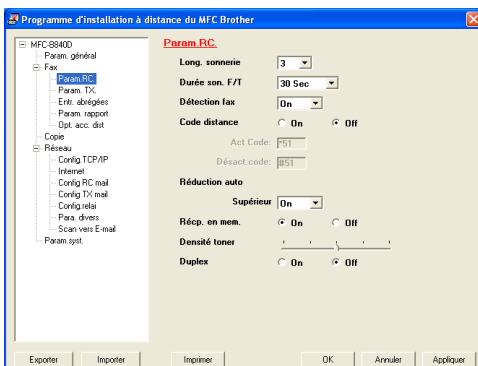 Programme d'installation à distance du MFC Brother
MFC-8840D
Param. général
Fax
Param.RC.
Param. TX.
Entr. abrégées
Param. rapport
Opt. acc. dist
Copie
Réseau
Config.TCP/IP
Internet
Config RC mail
Config TX mail
Config.relai
Para. divers
Scan vers E-mail
Param.syst.
Param.RC.
Long. sonnerie 3
Durée son. F/T 30 Sec
Détection fax On
Code distance On Off
Act Code: *51
Désact.code: #51
Réduction auto
Supérieur On
Récp. en mem. On Off
Densité toner
Duplex On Off
Exporter Importer Imprimer OK Annuler Appliquer